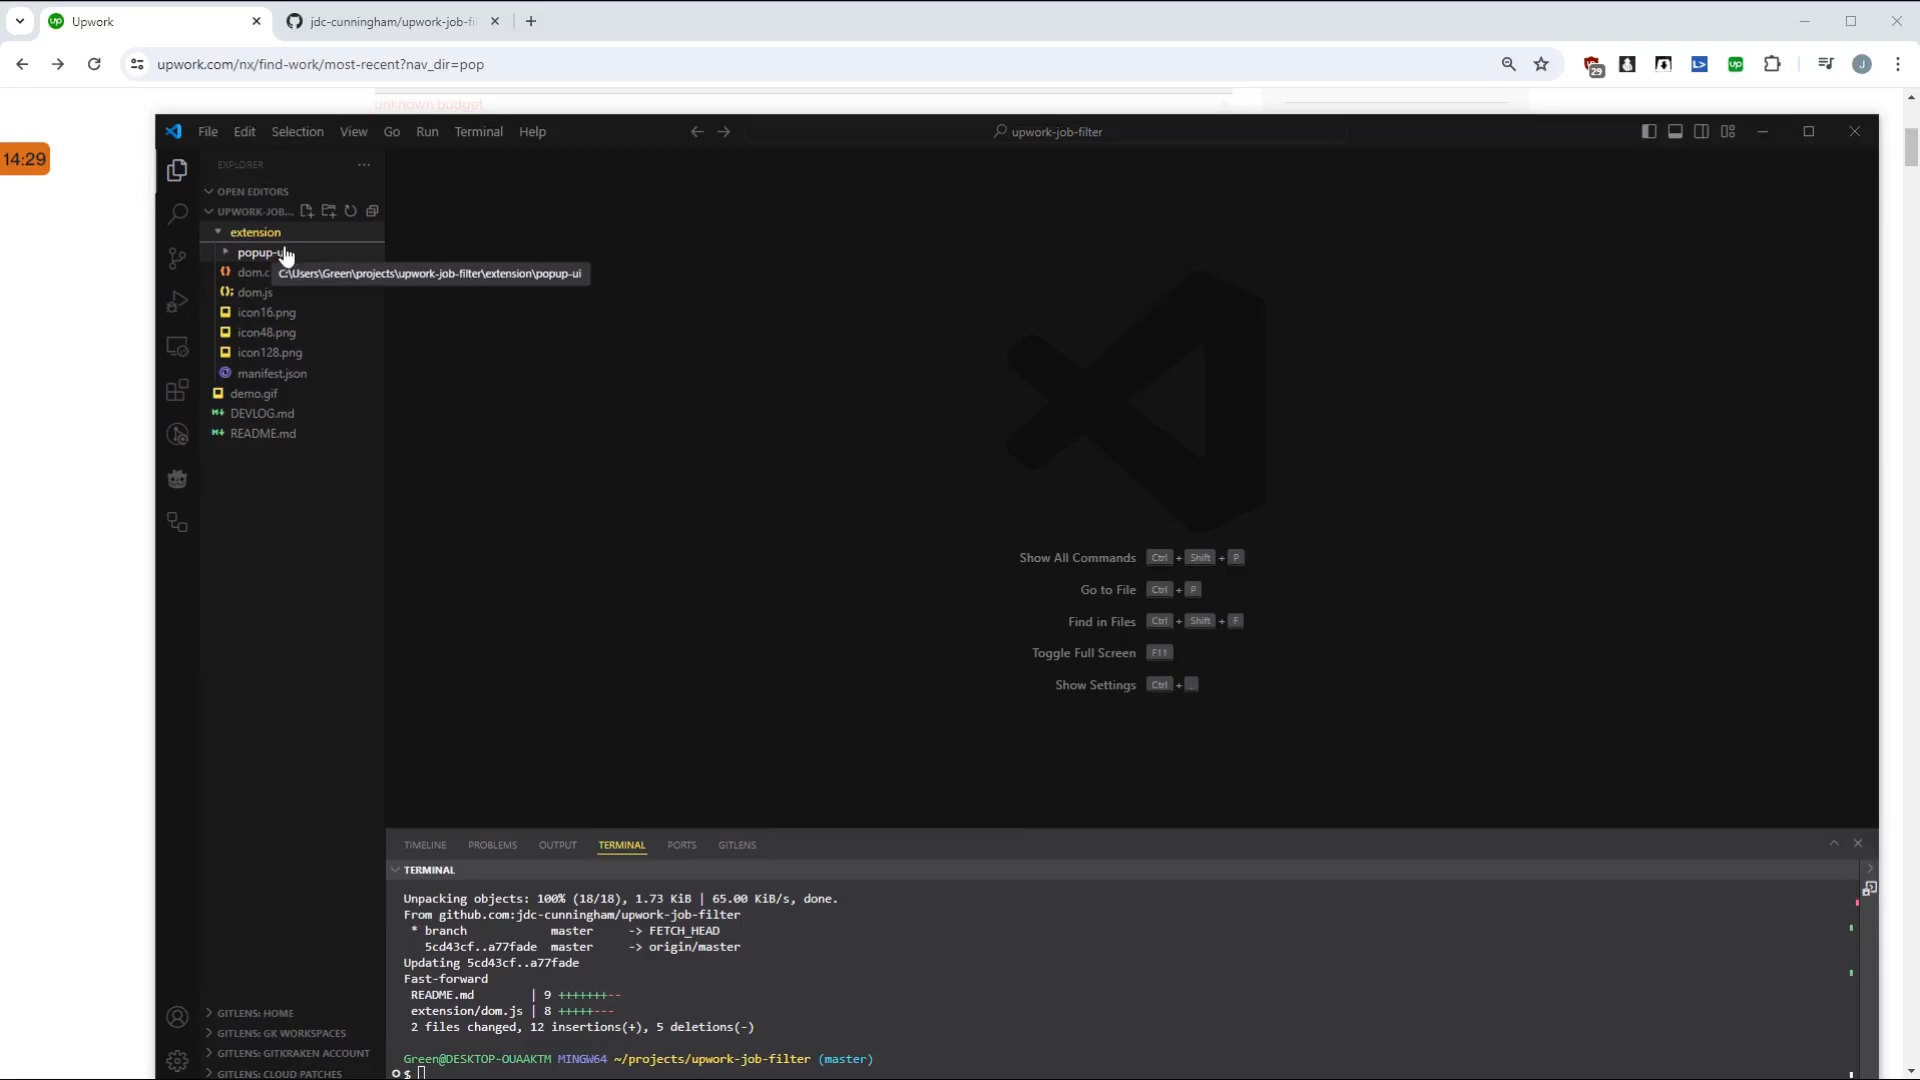 Upwork
jdc-cunningham/upwork-job-fi
upwork.com/nx/find-work/most-recent?nav_dir=pop
29
L>
up
J
unknown budget
14:29
File Edit Selection View Go Run Terminal Help
upwork-job-filter
EXPLORER
OPEN EDITORS
UPWORK-JOB...
extension
popup-u
dom.c
C:\Users\Green\projects\upwork-job-filter\extension\popup-ui
dom.js
icon16.png
icon48.png
icon128.png
manifest.json
demo.gif
DEVLOG.md
README.md
Show All Commands Ctrl + Shift + P
Go to File Ctrl + P
Find in Files Ctrl + Shift + F
Toggle Full Screen F11
Show Settings Ctrl +
GITLENS: HOME
GITLENS: GK WORKSPACES
GITLENS: GITKRAKEN ACCOUNT
GITLENS: CLOUD PATCHES
TIMELINE PROBLEMS OUTPUT TERMINAL PORTS GITLENS
TERMINAL
Unpacking objects: 100% (18/18), 1.73 KiB | 65.00 KiB/s, done.
From github.com:jdc-cunningham/upwork-job-filter
* branch master -> FETCH_HEAD
5cd43cf..a77fade master -> origin/master
Updating 5cd43cf..a77fade
Fast-forward
README.md | 9 +++++++--
extension/dom.js | 8 +++++---
2 files changed, 12 insertions(+), 5 deletions(-)
Green@DESKTOP-OUAAKTM MINGW64 ~/projects/upwork-job-filter (master)
$